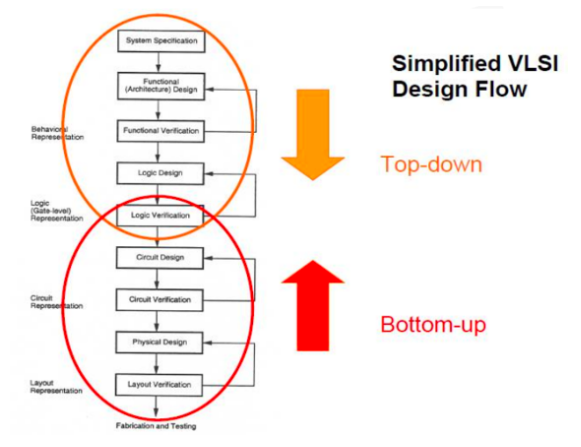 Simplified VLSI
Design Flow
System Specification
Functional
(Architecture) Design
Behavioral
Representation
Functional Verification
Logic Design
Logic
(Gate-level)
Representation
Logic Verification
Circuit Design
Circuit
Representation
Circuit Verification
Physical Design
Layout
Representation
Layout Verification
Fabrication and Testing
Top-down
Bottom-up